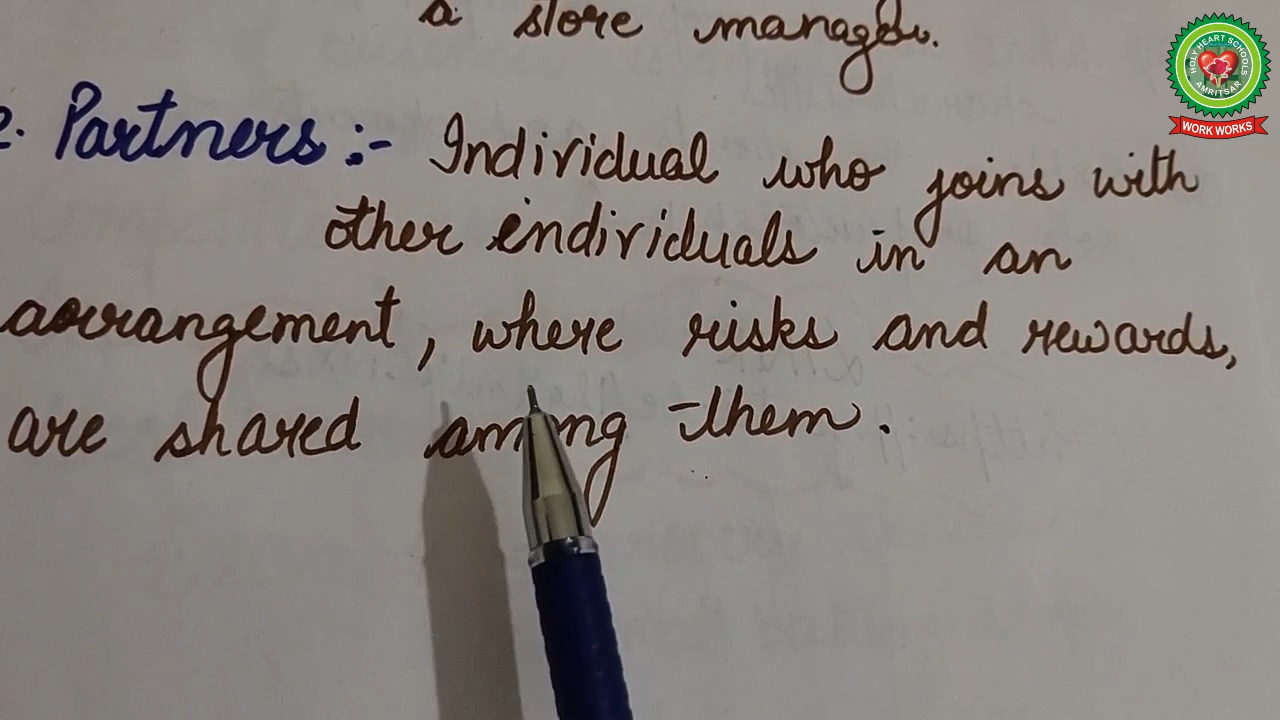 a store manager.
2. Partners :- Individual who joins with
other individuals in an
arrangement, where risks and rewards,
are shared among them.
HOLY HEART SCHOOLS
AMRITSAR
WORK WORKS